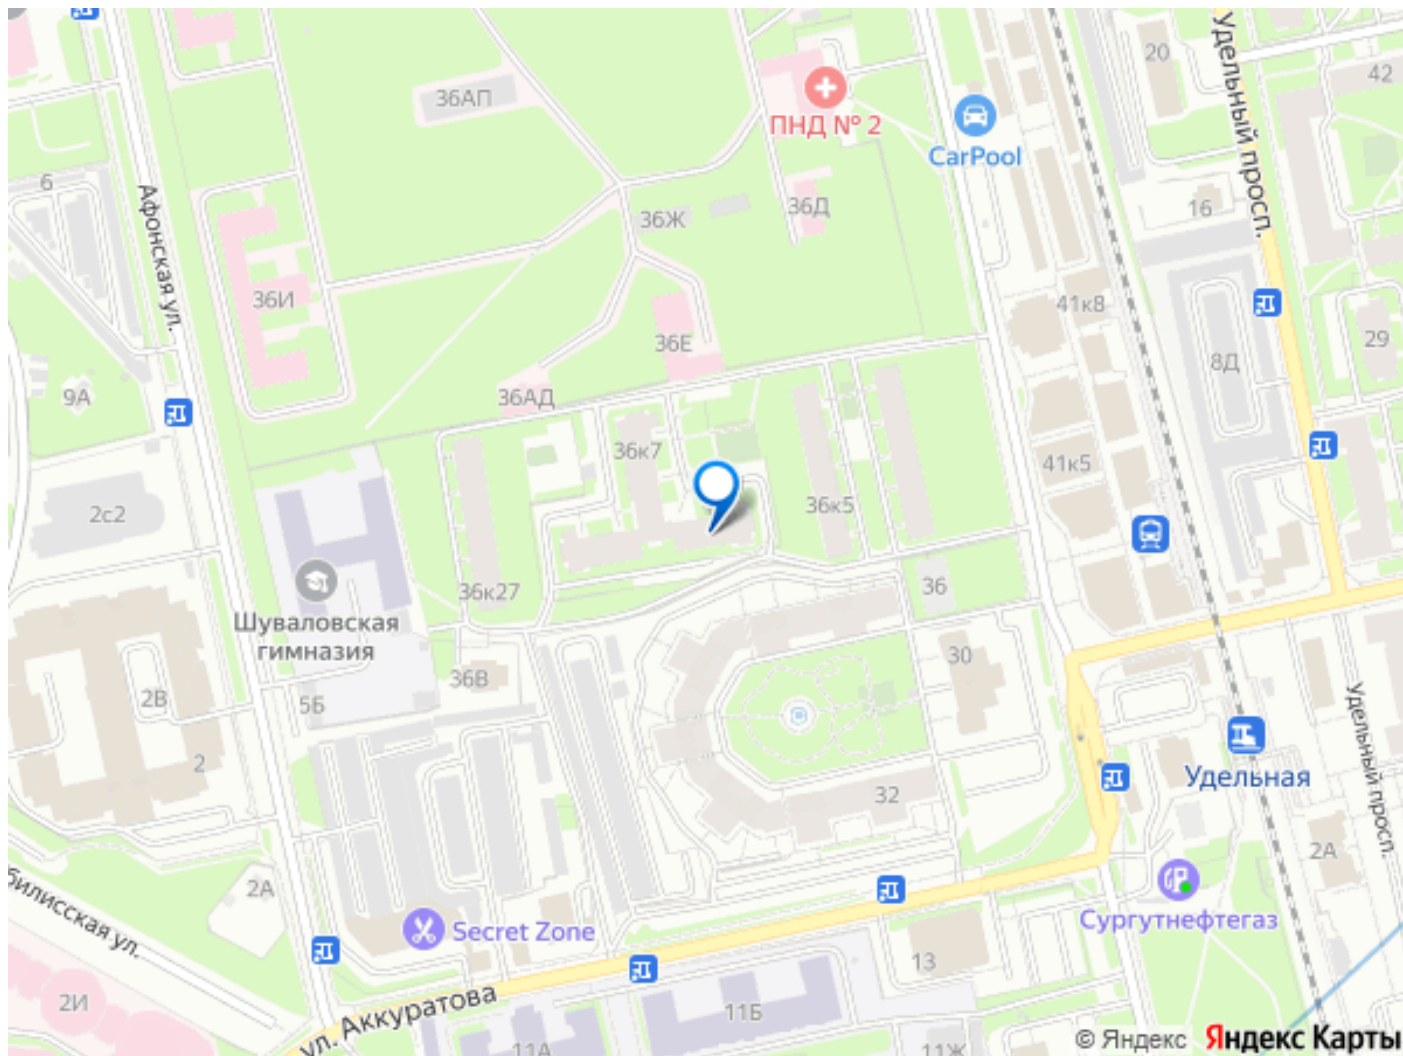 Удельный просп.
20
42
36АП
ПНД № 2
CarPool
6
Афонская ул.
36Ж
36Д
16
36И
41к8
36Е
29
8Д
9А
36АД
36к7
41к5
2с2
36к5
36к27
36
Шуваловская
гимназия
30
36В
2В
5Б
Удельный просп.
2
32
Удельная
2А
2А
билисская ул.
Secret Zone
Сургутнефтегаз
13
2И
ул. Аккуратова
11Б
11А
11Ж
© Яндекс Яндекс Карты